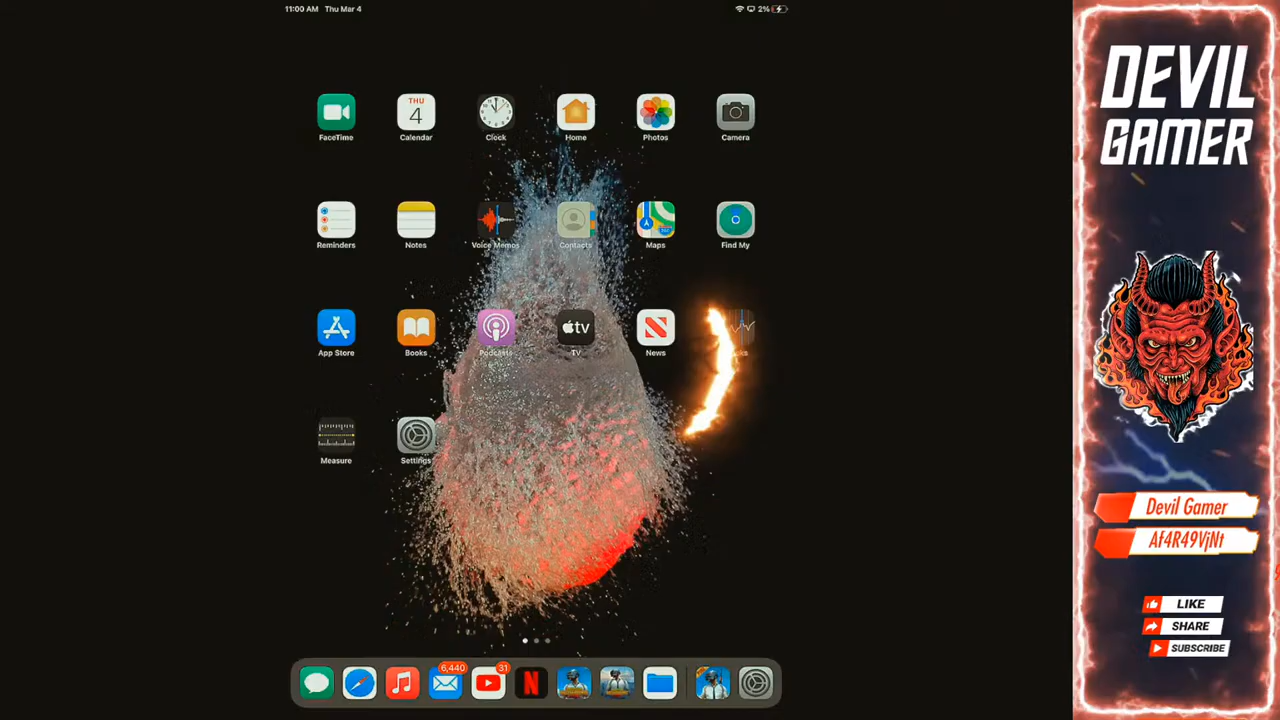 11:00 AM Thu Mar 4
2%
THU
4
FaceTime
Calendar
Clock
Home
Photos
Camera
Reminders
Notes
Voice Memos
Contacts
Maps
Find My
tv
App Store
Books
Podcasts
TV
News
Measure
Settings
6,440
31
N
DEVIL
GAMER
Devil Gamer
Af4R49VjNt
LIKE
SHARE
SUBSCRIBE